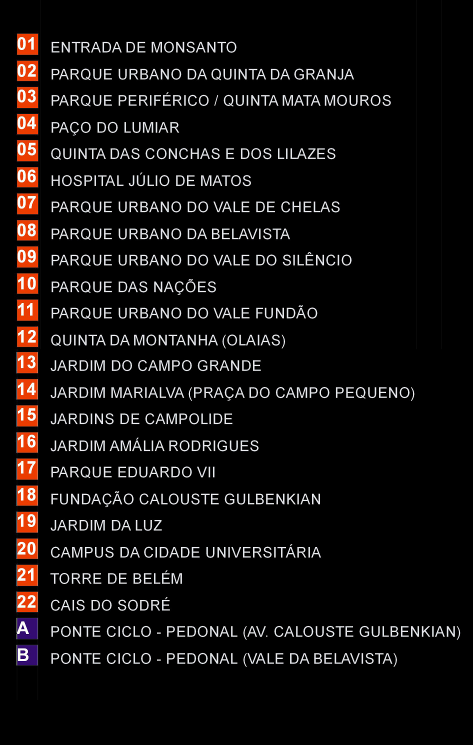 01 ENTRADA DE MONSANTO
02 PARQUE URBANO DA QUINTA DA GRANJA
03 PARQUE PERIFÉRICO / QUINTA MATA MOUROS
04 PAÇO DO LUMIAR
05 QUINTA DAS CONCHAS E DOS LILAZES
06 HOSPITAL JÚLIO DE MATOS
07 PARQUE URBANO DO VALE DE CHELAS
08 PARQUE URBANO DA BELAVISTA
09 PARQUE URBANO DO VALE DO SILÊNCIO
10 PARQUE DAS NAÇÕES
11 PARQUE URBANO DO VALE FUNDÃO
12 QUINTA DA MONTANHA (OLAIAS)
13 JARDIM DO CAMPO GRANDE
14 JARDIM MARIALVA (PRAÇA DO CAMPO PEQUENO)
15 JARDINS DE CAMPOLIDE
16 JARDIM AMÁLIA RODRIGUES
17 PARQUE EDUARDO VII
18 FUNDAÇÃO CALOUSTE GULBENKIAN
19 JARDIM DA LUZ
20 CAMPUS DA CIDADE UNIVERSITÁRIA
21 TORRE DE BELÉM
22 CAIS DO SODRÉ
A PONTE CICLO - PEDONAL (AV. CALOUSTE GULBENKIAN)
B PONTE CICLO - PEDONAL (VALE DA BELAVISTA)